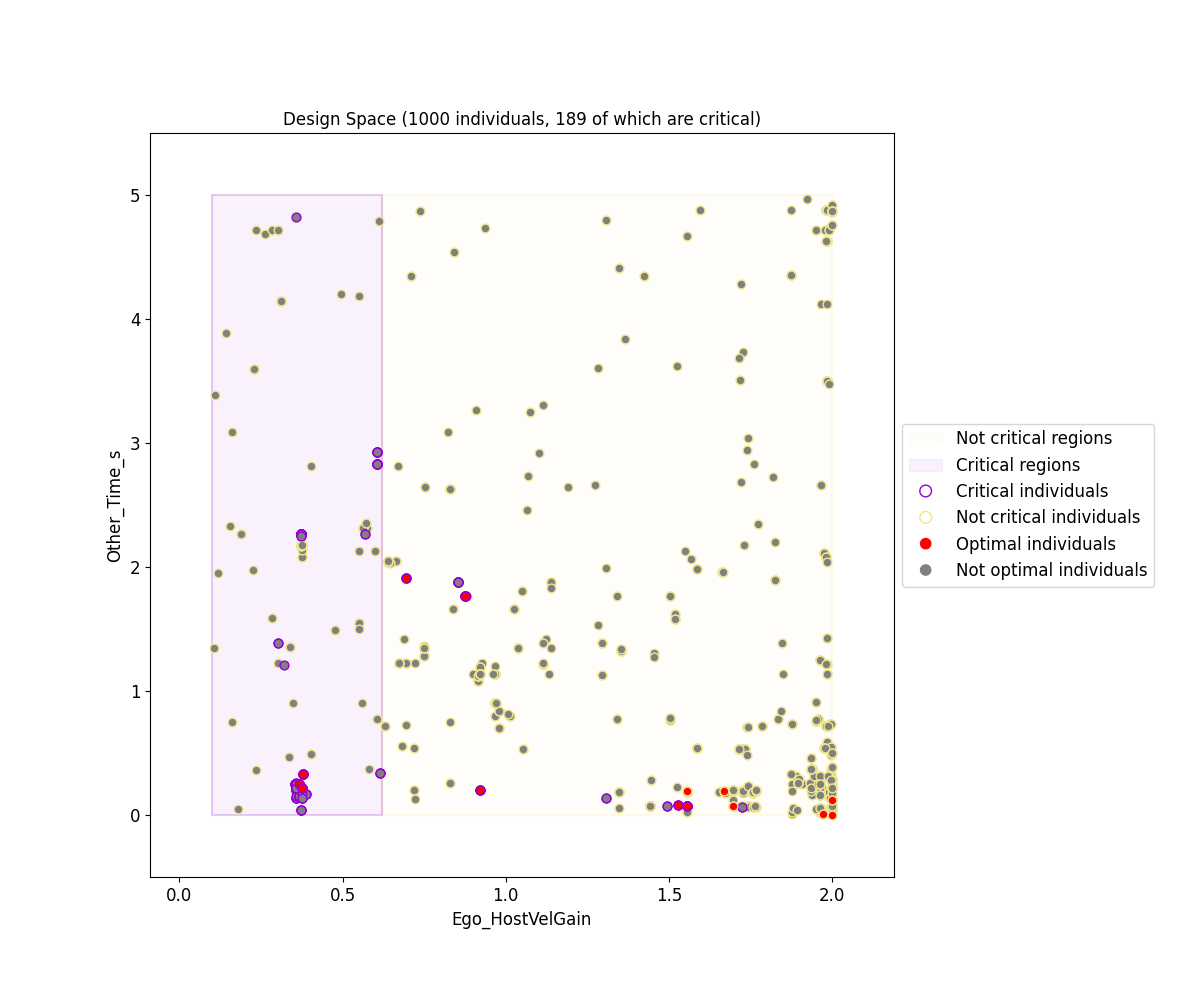 Design Space (1000 individuals, 189 of which are critical)
5
4
3
2
1
0
Other_Time_s
0.0
0.5
1.0
1.5
2.0
Ego_HostVelGain
Not critical regions
Critical regions
Critical individuals
Not critical individuals
Optimal individuals
Not optimal individuals